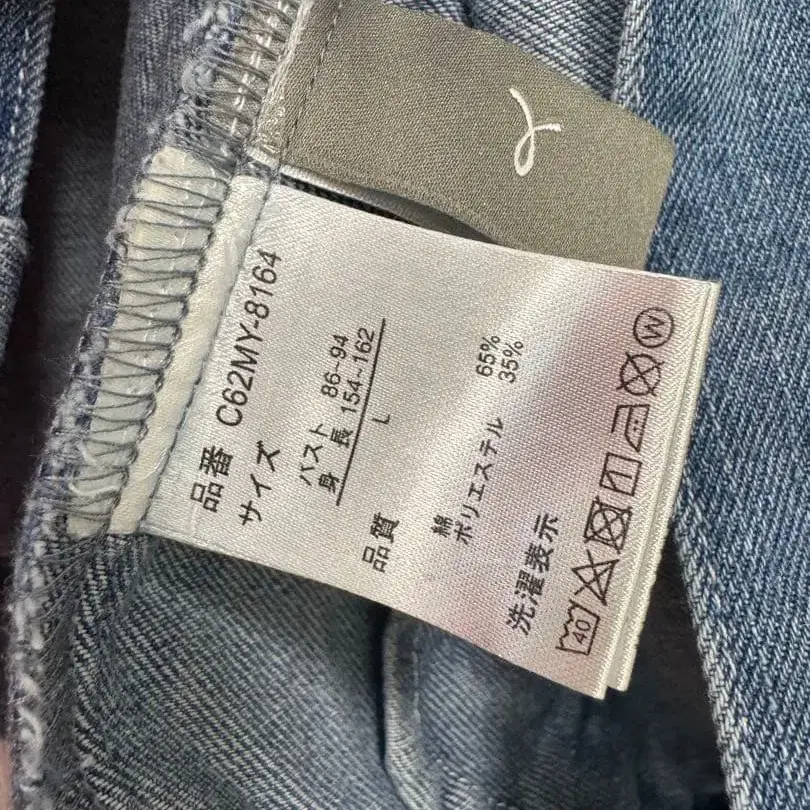 品番 C62MY-8164
サイズ
バスト 86~94
身長 154~162
L
品質
綿 65%
ポリエステル 35%
洗濯表示
40
W